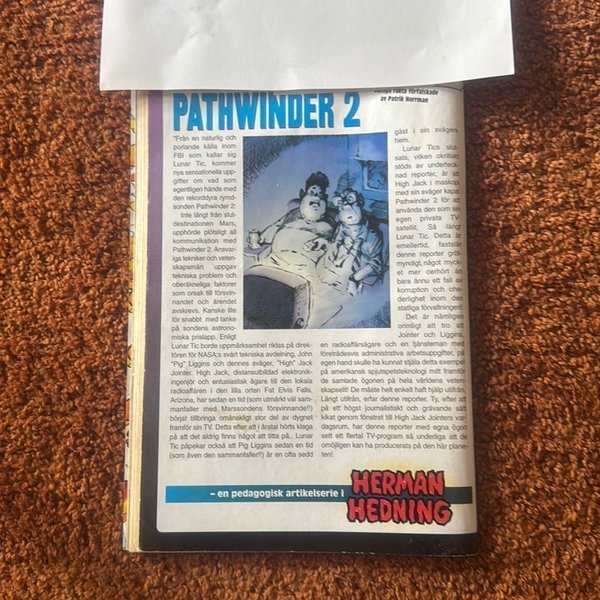 viktiga fakta förfalskade
av Patrik Norrman
PATHWINDER 2
"Från en naturlig och
porlande källa inom
FBI som kallar sig
Lunar Tic, kommer
nya sensationella upp-
gifter om vad som
egentligen hände med
den rekorddyra rymd-
sonden Pathwinder 2:
Inte långt från slut-
destinationen Mars,
upphörde plötsligt all
kommunikation med
Pathwinder 2. Ansvar-
iga tekniker och veten-
skapsmän uppgav
tekniska problem och
oberäkneliga faktorer
som orsak till försvin-
nandet och ärendet
avskrevs. Kanske lite
för snabbt, med tanke
på sondens astrono-
miska prislapp. Enligt
Lunar Tic borde uppmärksamhet riktas på direk-
tören för NASA:s svårt tekniska avdelning, John
"Pig" Liggins och dennes svåger, "High" Jack
Jointer. High Jack, distansutbildad elektronik-
ingenjör och entusiastisk ägare till den lokala
radioaffären i den lilla orten Fat Elvis Falls,
Arizona, har sedan en tid (som utmärkt väl sam-
manfaller med Marssondens försvinnande!!)
börjat tillbringa omänskligt stor del av dygnet
framför sin TV. Detta efter att i åratal hörts klaga
på att det aldrig finns något att titta på.. Lunar
Tic påpekar också att Pig Liggins sedan en tid
(som även den sammanfaller!!) är en ofta sedd
gäst i sin svågers
hem.
Lunar Tics slut-
sats, vilken okritiskt
stöds av underteck-
nad reporter, är att
High Jack i maskopi
med sin svåger kapat
Pathwinder 2 för att
använda den som sin
egen privata TV-
satellit. Så långt
Lunar Tic. Detta är
emellertid, fastslår
denne reporter gröt-
myndigt, något myck-
et mer oerhört än
bara ännu ett fall av
korruption och ohe-
derlighet inom den
statliga förvaltningen!
Det är nämligen
orimligt att tro att
Jointer och Liggins,
en radioaffärsägare och en tjänsteman med
företrädesvis administrativa arbetsuppgifter, på
egen hand skulle ha kunnat stjäla detta exempel
på amerikansk spjutspetsteknologi mitt framför
de samlade ögonen på hela världens veten-
skapselit! De måste helt enkelt haft hjälp utifrån.
Långt utifrån, erfar denne reporter. Ty, efter att
på ett högst journalistiskt och grävande sätt
kikat genom fönstret till High Jack Jointers var-
dagsrum, har denne reporter med egna ögon
sett ett flertal TV-program så underliga att de
omöjligen kan ha producerats på den här plane-
ten!
– en pedagogisk artikelserie i
HERMAN
HEDNING